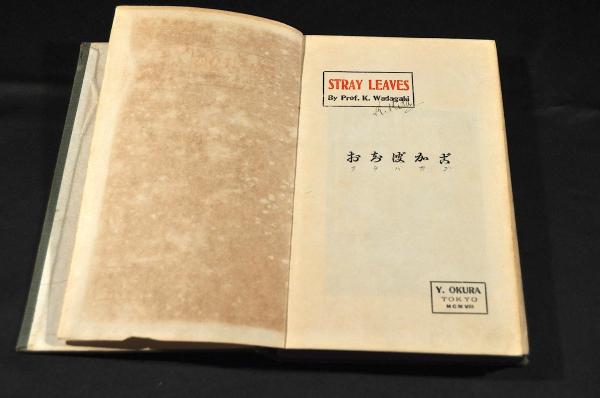 STRAY LEAVES
By Prof. K. Wadagaki
おちばかご
Y. OKURA
TOKYO
MCMVIII